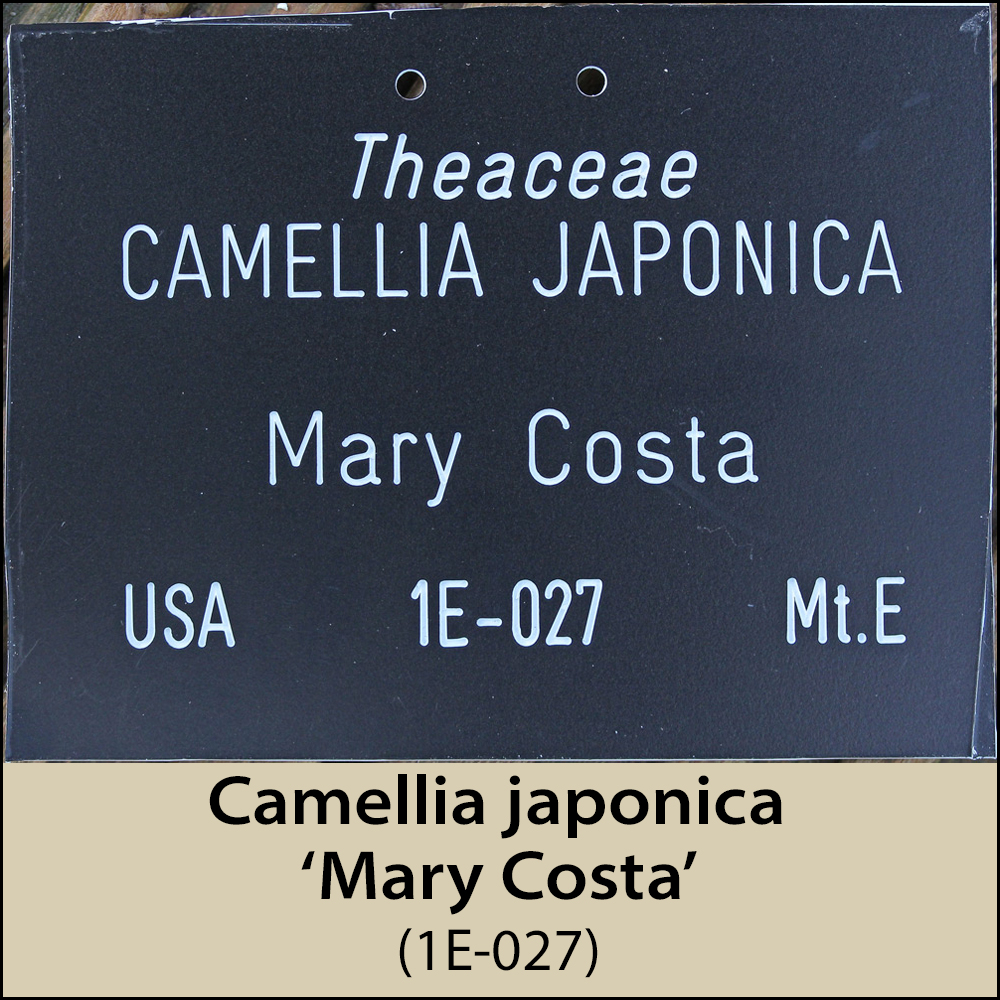 Theaceae
CAMELLIA JAPONICA
Mary Costa
USA 1E-027 Mt.E
Camellia japonica
‘Mary Costa’
(1E-027)